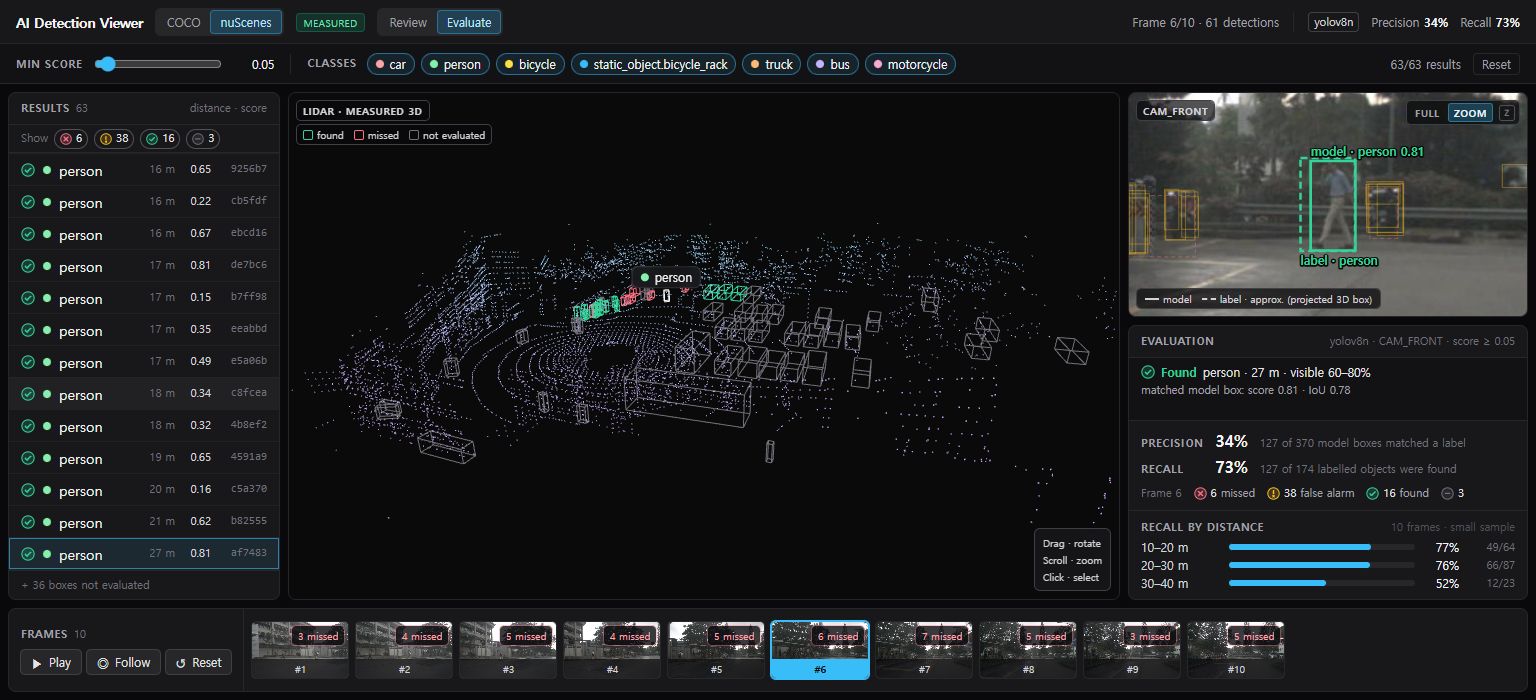 AI Detection Viewer COCO nuScenes MEASURED Review Evaluate Frame 6/10 · 61 detections yolov8n Precision 34% Recall 73%
MIN SCORE 0.05 CLASSES car person bicycle static_object.bicycle_rack truck bus motorcycle 63/63 results Reset
RESULTS 63 distance · score
Show 6 38 16 3
person 16 m 0.65 9256b7
person 16 m 0.22 cb5fdf
person 16 m 0.67 ebcd16
person 17 m 0.81 de7bc6
person 17 m 0.15 b7ff98
person 17 m 0.35 eeabbd
person 17 m 0.49 e5a06b
person 18 m 0.34 c8fcea
person 18 m 0.32 4b8ef2
person 19 m 0.65 4591a9
person 20 m 0.16 c5a370
person 21 m 0.62 b82555
person 27 m 0.81 af7483
+ 36 boxes not evaluated
LIDAR · MEASURED 3D
found missed not evaluated
person
Drag · rotate
Scroll · zoom
Click · select
CAM_FRONT FULL ZOOM Z
model · person 0.81
label · person
model label · approx. (projected 3D box)
EVALUATION yolov8n · CAM_FRONT · score ≥ 0.05
Found person · 27 m · visible 60–80%
matched model box: score 0.81 · IoU 0.78
PRECISION 34% 127 of 370 model boxes matched a label
RECALL 73% 127 of 174 labelled objects were found
Frame 6 6 missed 38 false alarm 16 found 3
RECALL BY DISTANCE 10 frames · small sample
10–20 m 77% 49/64
20–30 m 76% 66/87
30–40 m 52% 12/23
FRAMES 10
Play Follow Reset
3 missed 4 missed 5 missed 4 missed 5 missed 6 missed 7 missed 5 missed 3 missed 5 missed
#1 #2 #3 #4 #5 #6 #7 #8 #9 #10